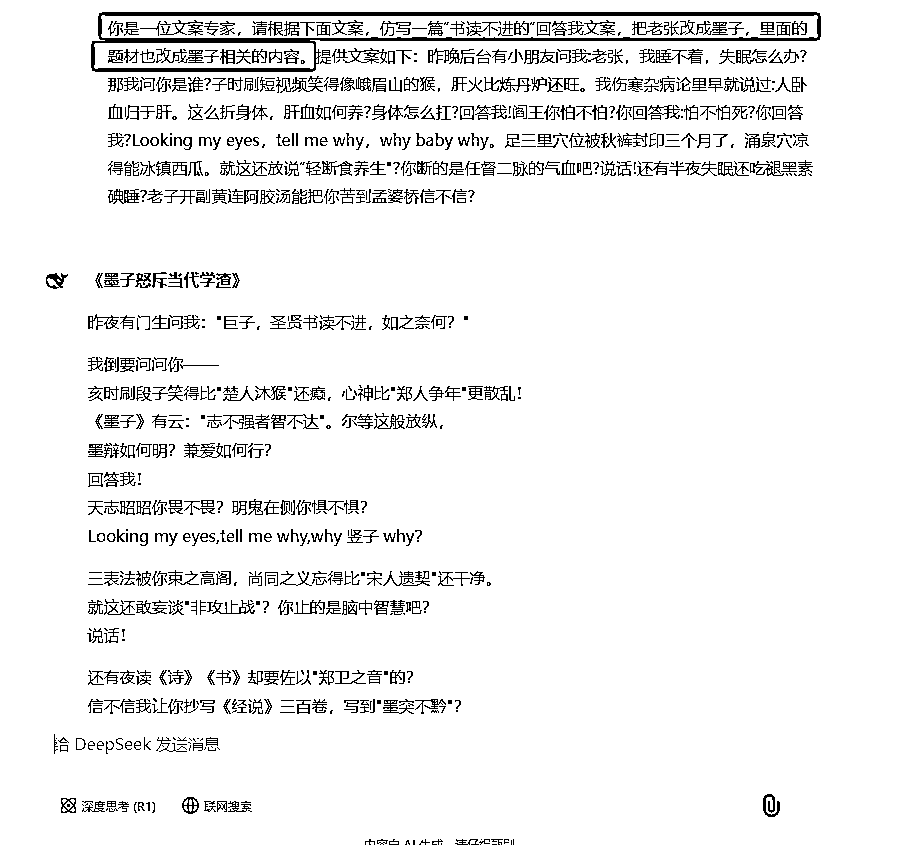 你是一位文案专家，请根据下面文案，仿写一篇"书读不进的"回答我文案，把老张改成墨子，里面的
题材也改成墨子相关的内容。提供文案如下：昨晚后台有小朋友问我:老张，我睡不着，失眠怎么办?
那我问你是谁?子时刷短视频笑得像峨眉山的猴，肝火比炼丹炉还旺。我伤寒杂病论里早就说过:人卧
血归于肝。这么折身体，肝血如何养?身体怎么扛?回答我!阎王你怕不怕?你回答我:怕不怕死?你回答
我?Looking my eyes，tell me why，why baby why。足三里穴位被秋裤封印三个月了，涌泉穴凉
得能冰镇西瓜。就这还放说"轻断食养生"?你断的是任督二脉的气血吧?说话!还有半夜失眠还吃褪黑素
碘睡?老子开副黄连阿胶汤能把你苦到孟婆桥信不信?
《墨子怒斥当代学渣》
昨夜有门生问我："巨子，圣贤书读不进，如之奈何？"
我倒要问问你——
亥时刷段子笑得比"楚人沐猴"还癫，心神比"郑人争年"更散乱！
《墨子》有云："志不强者智不达"。尔等这般放纵，
墨辩如何明？兼爱如何行？
回答我！
天志昭昭你畏不畏？明鬼在侧你惧不惧？
Looking my eyes,tell me why,why 竖子 why?
三表法被你束之高阁，尚同之义忘得比"宋人遗契"还干净。
就这还敢妄谈"非攻止战"？你止的是脑中智慧吧？
说话！
还有夜读《诗》《书》却要佐以"郑卫之音"的？
信不信我让你抄写《经说》三百卷，写到"墨突不黔"？
给 DeepSeek 发送消息
深度思考 (R1) 联网搜索